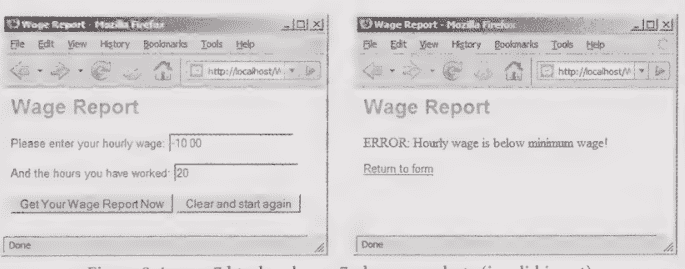 Wage Report - Mozilla Firefox
File Edit View History Bookmarks Tools Help
http://localhost/W
Wage Report
Please enter your hourly wage: -10.00
And the hours you have worked: 20
Get Your Wage Report Now Clear and start again
Done
Wage Report - Mozilla Firefox
File Edit View History Bookmarks Tools Help
http://localhost/W
Wage Report
ERROR: Hourly wage is below minimum wage!
Return to form
Done
(invalid input)